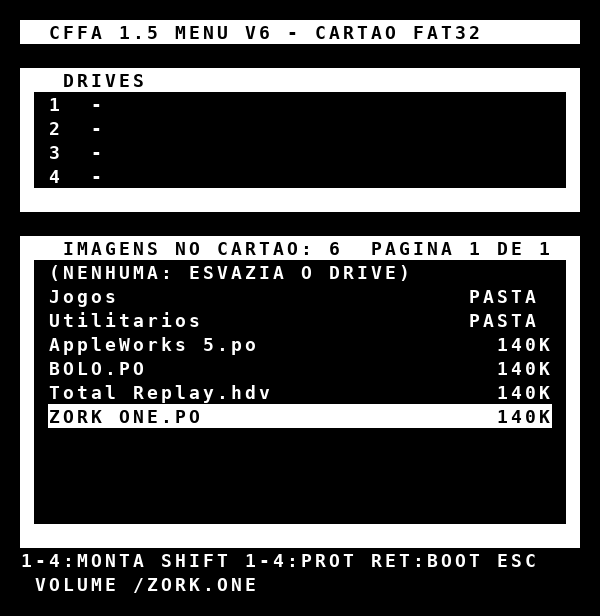 CFFA 1.5 MENU V6 - CARTAO FAT32
DRIVES
1 -
2 -
3 -
4 -
IMAGENS NO CARTAO: 6 PAGINA 1 DE 1
(NENHUMA: ESVAZIA O DRIVE)
Jogos PASTA
Utilitarios PASTA
AppleWorks 5.po 140K
BOLO.PO 140K
Total Replay.hdv 140K
ZORK ONE.PO 140K
1-4:MONTA SHIFT 1-4:PROT RET:BOOT ESC
VOLUME /ZORK.ONE